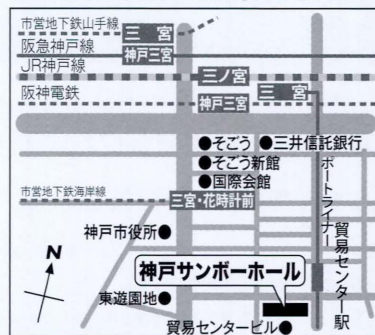 市営地下鉄山手線
三宮
阪急神戸線
神戸三宮
JR神戸線
三ノ宮
阪神電鉄
神戸三宮
三宮
●そごう
●三井信託銀行
●そごう新館
●国際会館
ポートライナー
貿易センター駅
市営地下鉄海岸線
三宮・花時計前
神戸市役所●
N
神戸サンボーホール
東遊園地●
貿易センタービル●